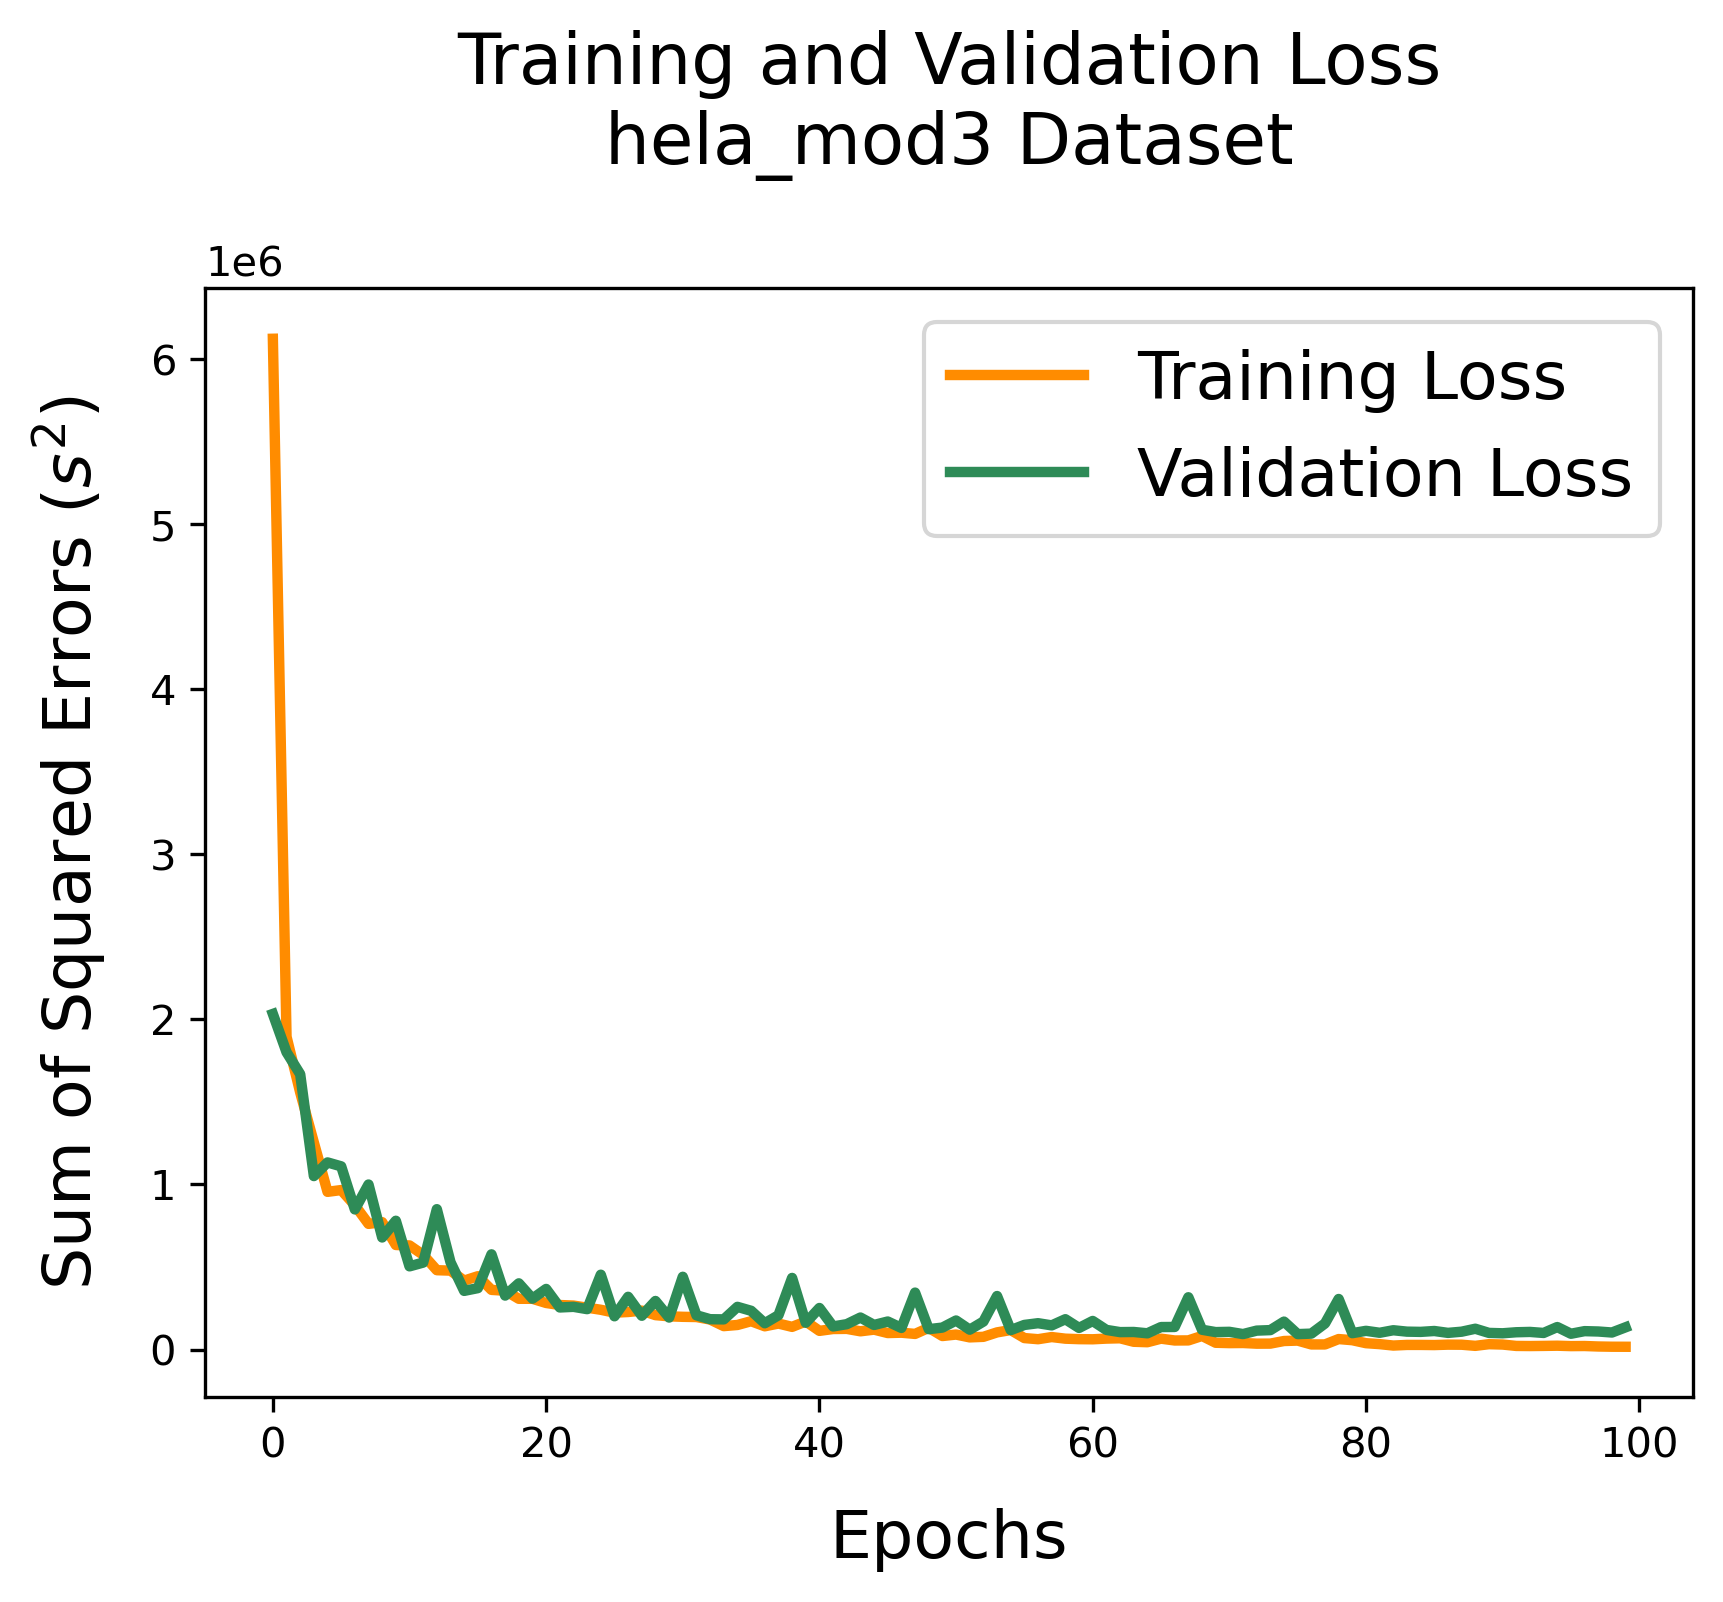 Training and Validation Loss
hela_mod3 Dataset
1e6
Training Loss
Validation Loss
Sum of Squared Errors (s²)
6
5
4
3
2
1
0
0 20 40 60 80 100
Epochs